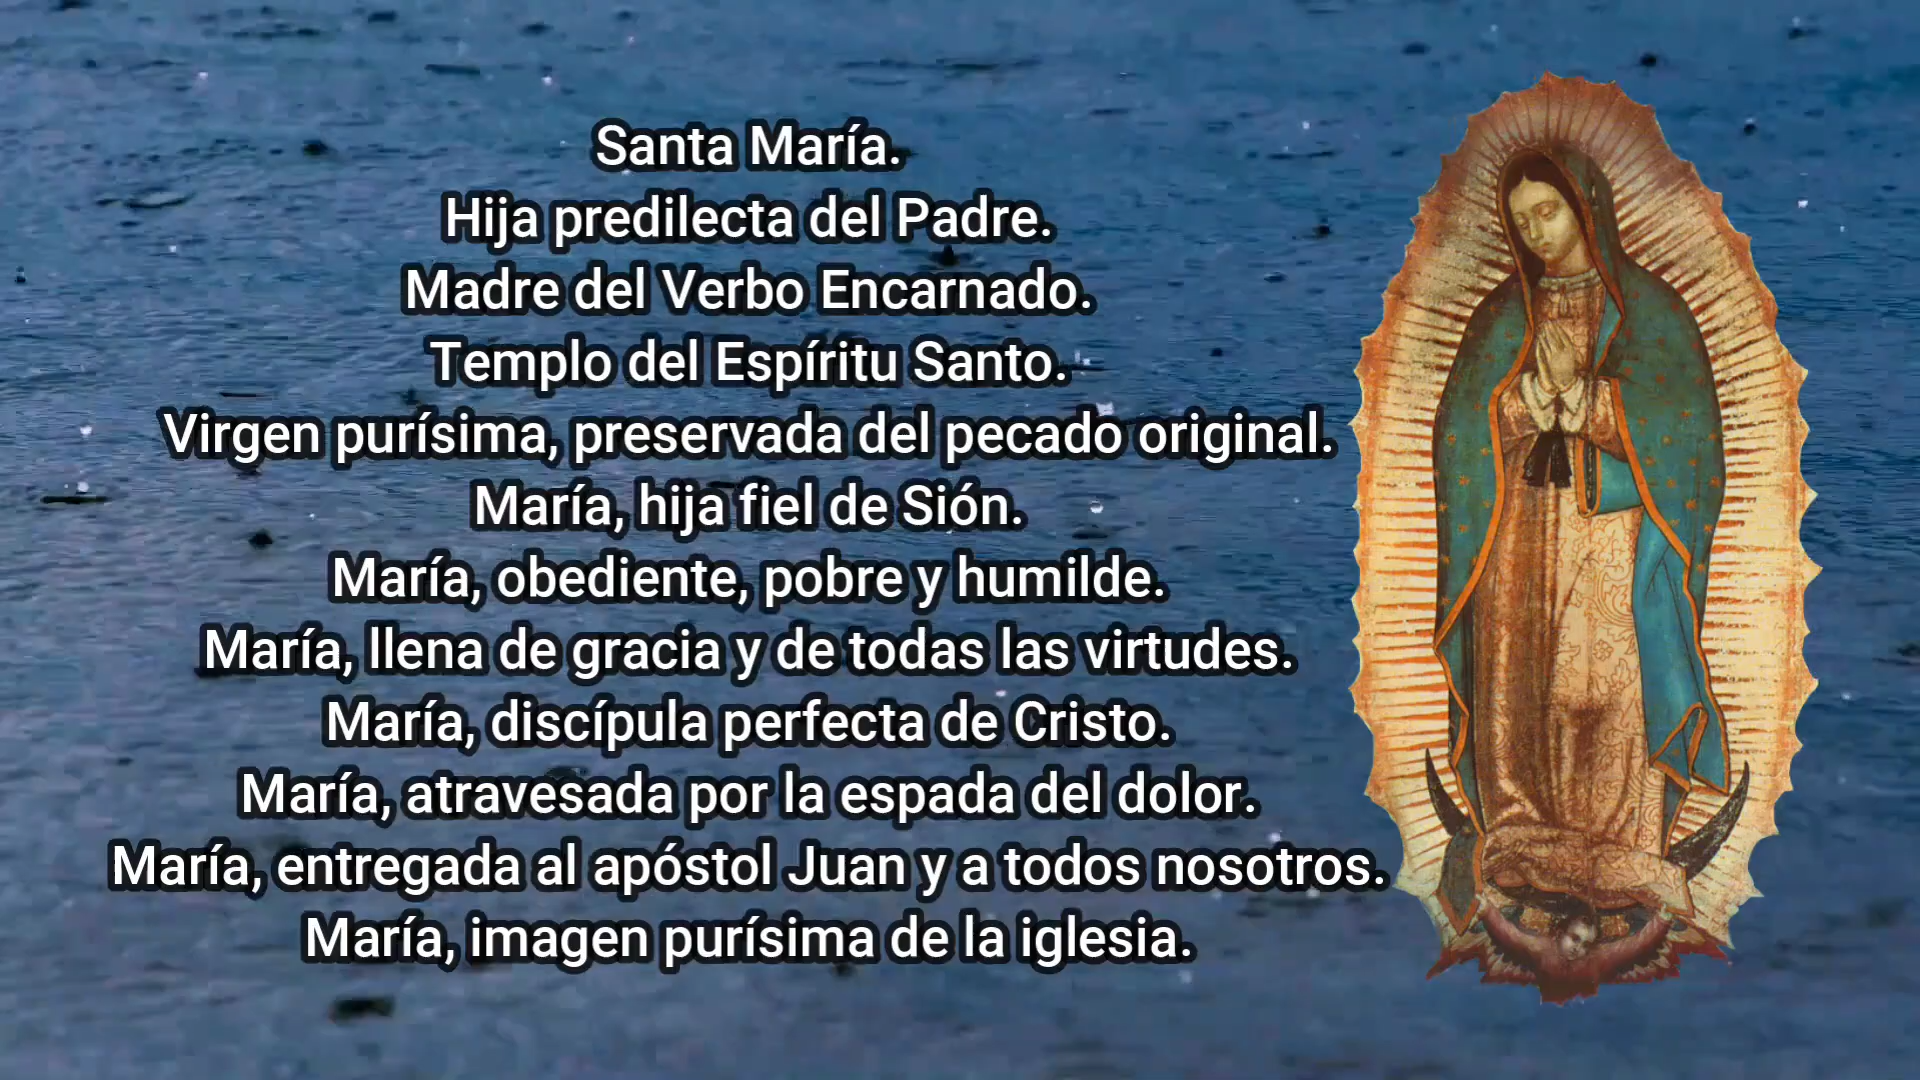 Santa María.
Hija predilecta del Padre.
Madre del Verbo Encarnado.
Templo del Espíritu Santo.
Virgen purísima, preservada del pecado original.
María, hija fiel de Sión.
María, obediente, pobre y humilde.
María, llena de gracia y de todas las virtudes.
María, discípula perfecta de Cristo.
María, atravesada por la espada del dolor.
María, entregada al apóstol Juan y a todos nosotros.
María, imagen purísima de la iglesia.